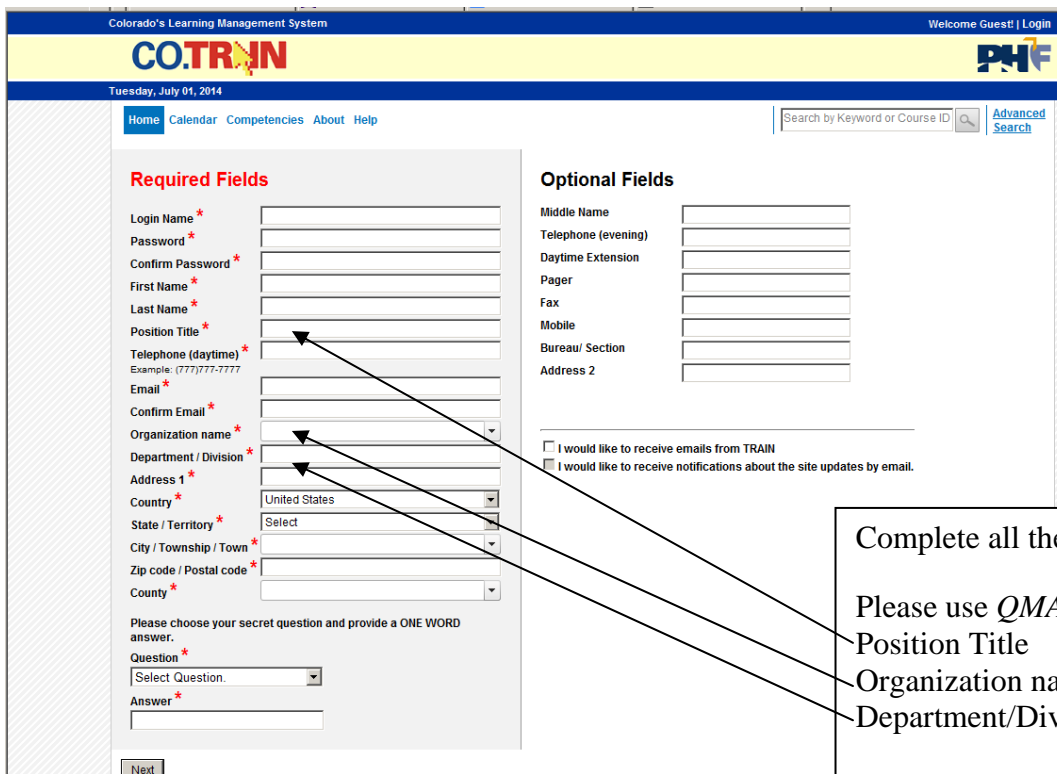 Colorado's Learning Management System
Welcome Guest! | Login
CO.TRAIN
PHF
Tuesday, July 01, 2014
Home Calendar Competencies About Help
Search by Keyword or Course ID
Advanced
Search
Required Fields
Login Name *
Password *
Confirm Password *
First Name *
Last Name *
Position Title *
Telephone (daytime) *
Example: (777)777-7777
Email *
Confirm Email *
Organization name *
Department / Division *
Address 1 *
Country * United States
State / Territory * Select
City / Township / Town *
Zip code / Postal code *
County *
Please choose your secret question and provide a ONE WORD
answer.
Question *
Select Question.
Answer *
Next
Optional Fields
Middle Name
Telephone (evening)
Daytime Extension
Pager
Fax
Mobile
Bureau/ Section
Address 2
I would like to receive emails from TRAIN
I would like to receive notifications about the site updates by email.
Complete all the
Please use QMA
Position Title
Organization na
Department/Div